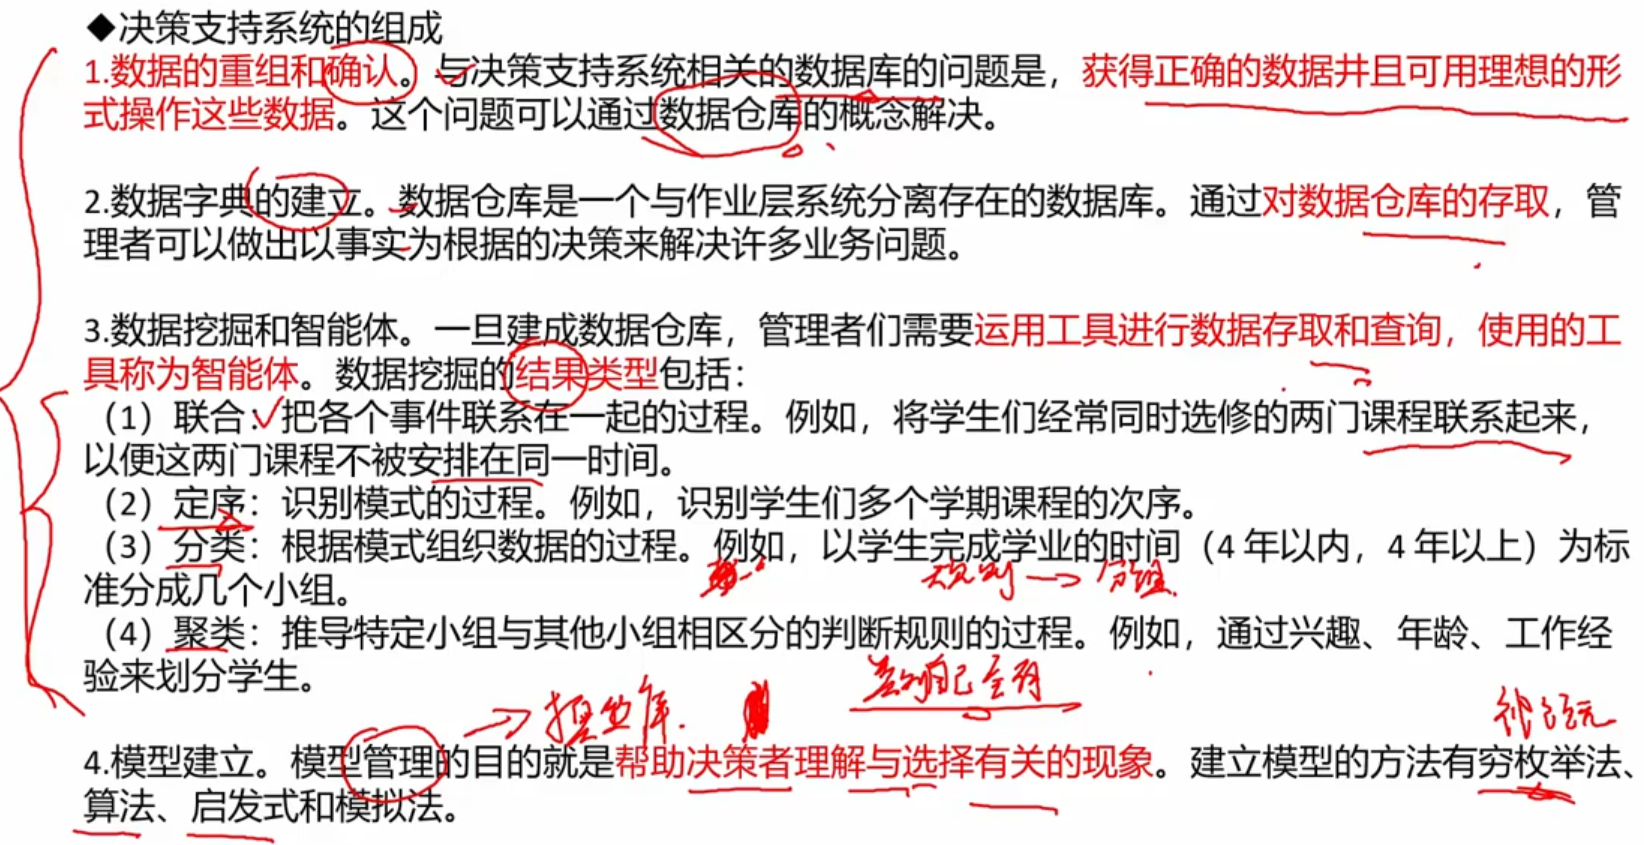 ◆决策支持系统的组成
1.数据的重组和确认。与决策支持系统相关的数据库的问题是，获得正确的数据并且可用理想的形
式操作这些数据。这个问题可以通过数据仓库的概念解决。
2.数据字典的建立。数据仓库是一个与作业层系统分离存在的数据库。通过对数据仓库的存取，管
理者可以做出以事实为根据的决策来解决许多业务问题。
3.数据挖掘和智能体。一旦建成数据仓库，管理者们需要运用工具进行数据存取和查询，使用的工
具称为智能体。数据挖掘的结果类型包括：
（1）联合：把各个事件联系在一起的过程。例如，将学生们经常同时选修的两门课程联系起来，
以便这两门课程不被安排在同一时间。
（2）定序：识别模式的过程。例如，识别学生们多个学期课程的次序。
（3）分类：根据模式组织数据的过程。例如，以学生完成学业的时间（4 年以内，4 年以上）为标
规则 → 分组
准分成几个小组。
（4）聚类：推导特定小组与其他小组相区分的判断规则的过程。例如，通过兴趣、年龄、工作经
验来划分学生。
4.模型建立。模型管理的目的就是帮助决策者理解与选择有关的现象。建立模型的方法有穷枚举法、
算法、启发式和模拟法。